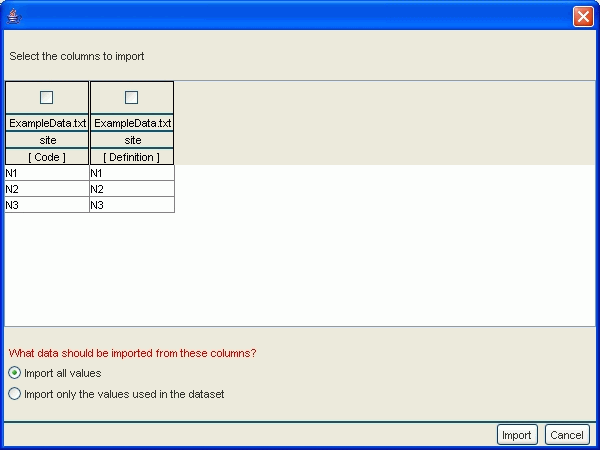 Select the columns to import
ExampleData.txt ExampleData.txt
site site
[ Code ] [ Definition ]
N1 N1
N2 N2
N3 N3
What data should be imported from these columns?
Import all values
Import only the values used in the dataset
Import Cancel